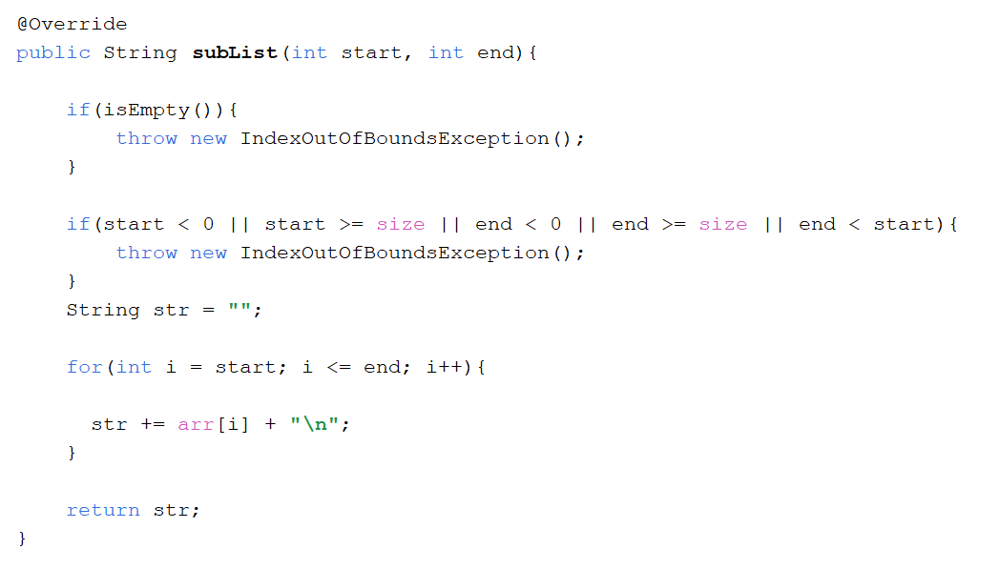 @Override
public String subList(int start, int end){
if(isEmpty()){
throw new IndexOutOfBoundsException();
}
if(start < 0 || start >= size || end < 0 || end >= size || end < start){
throw new IndexOutOfBoundsException();
}
String str = "";
for(int i = start; i <= end; i++){
str += arr[i] + "\n";
}
return str;
}